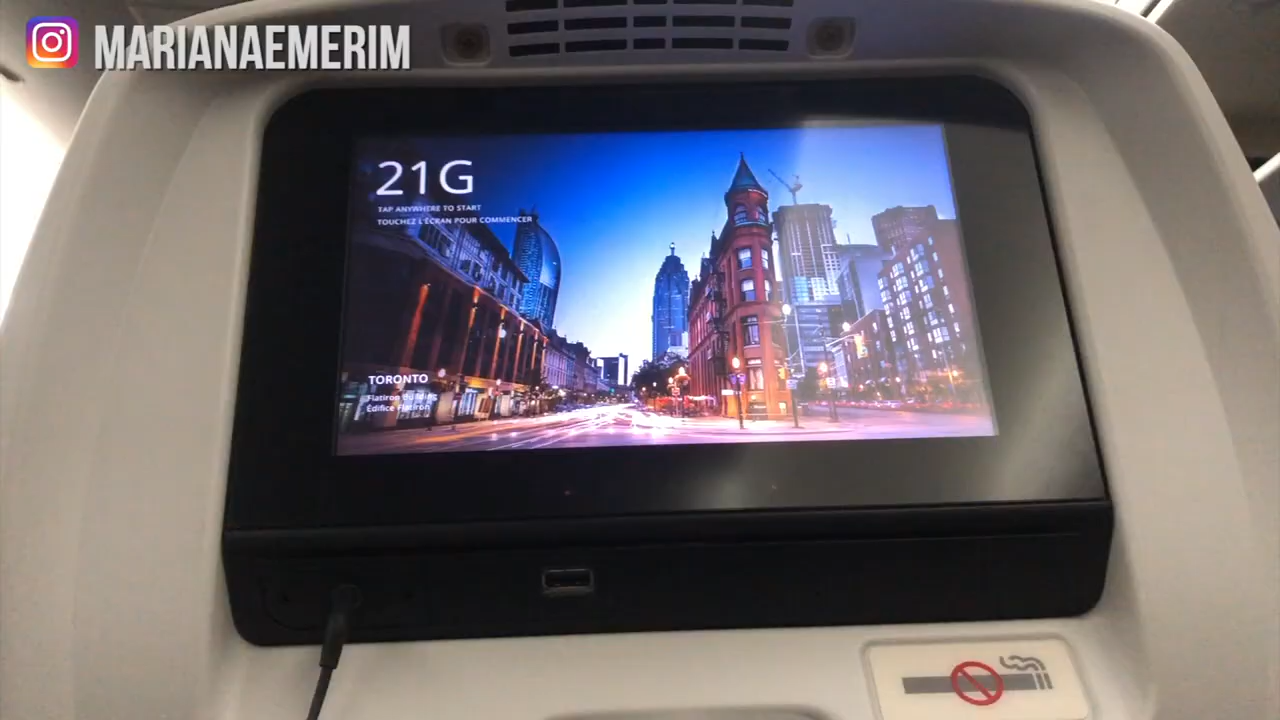 MARIANAEMERIM
21G
TAP ANYWHERE TO START
TOUCHEZ L'ÉCRAN POUR COMMENCER
TORONTO
Flatiron Building
Édifice Flatiron